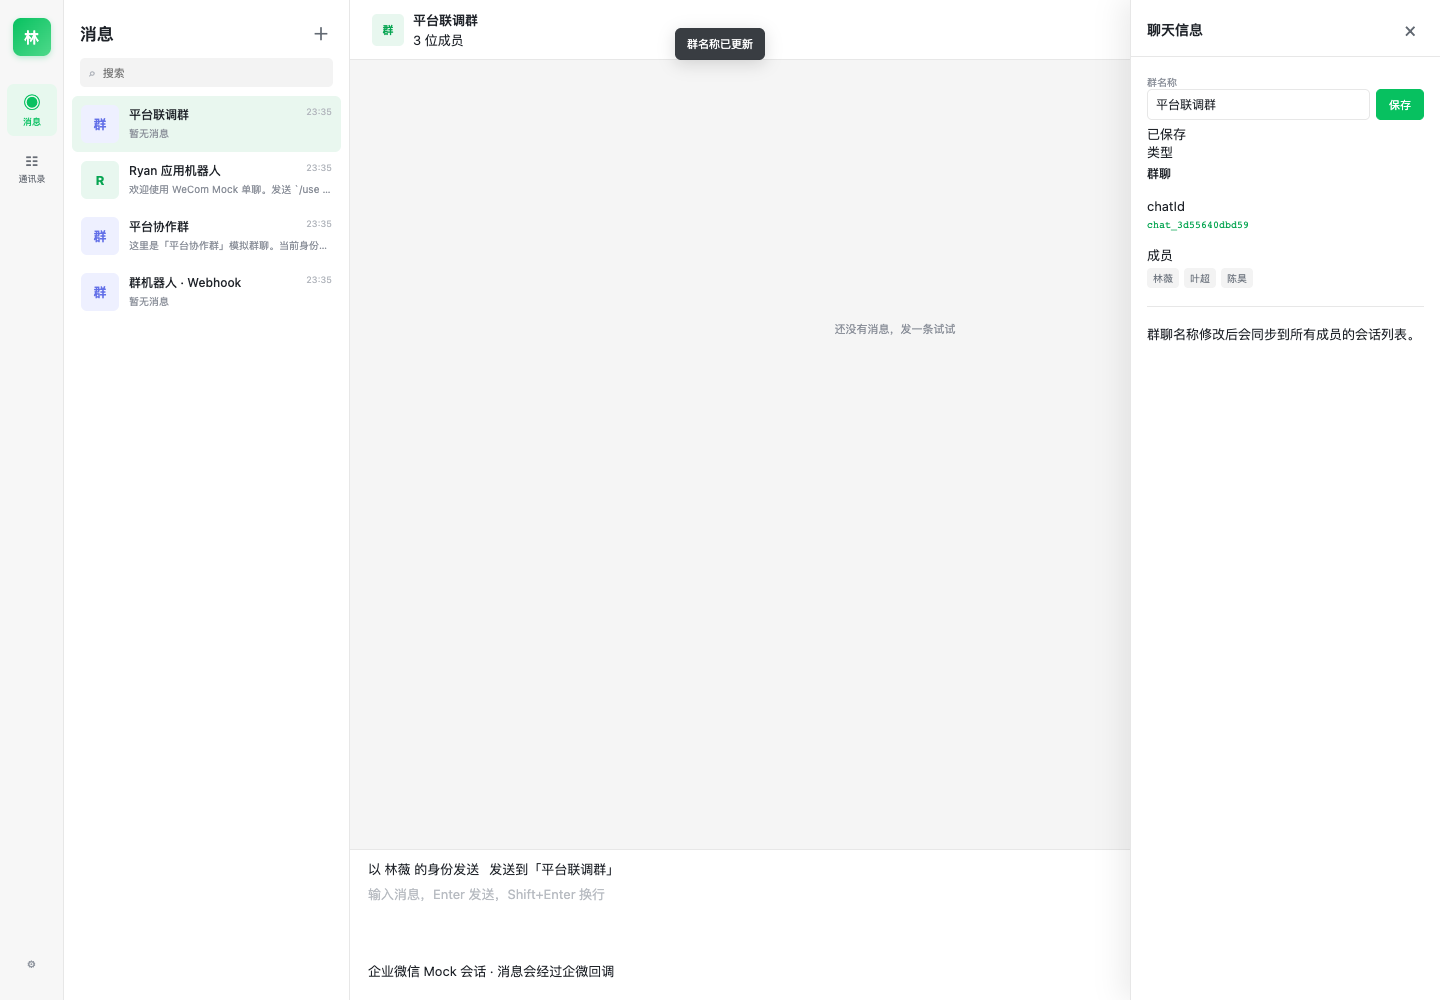 林
消息
通讯录
消息
搜索
群
平台联调群
23:35
暂无消息
R
Ryan 应用机器人
23:35
欢迎使用 WeCom Mock 单聊。发送 `/use ...
群
平台协作群
23:35
这里是「平台协作群」模拟群聊。当前身份...
群
群机器人 · Webhook
23:35
暂无消息
群
平台联调群
3 位成员
群名称已更新
还没有消息，发一条试试
以 林薇 的身份发送 发送到「平台联调群」
输入消息，Enter 发送，Shift+Enter 换行
企业微信 Mock 会话 · 消息会经过企微回调
聊天信息
群名称
平台联调群
保存
已保存
类型
群聊
chatId
chat_3d55640dbd59
成员
林薇 叶超 陈昊
群聊名称修改后会同步到所有成员的会话列表。